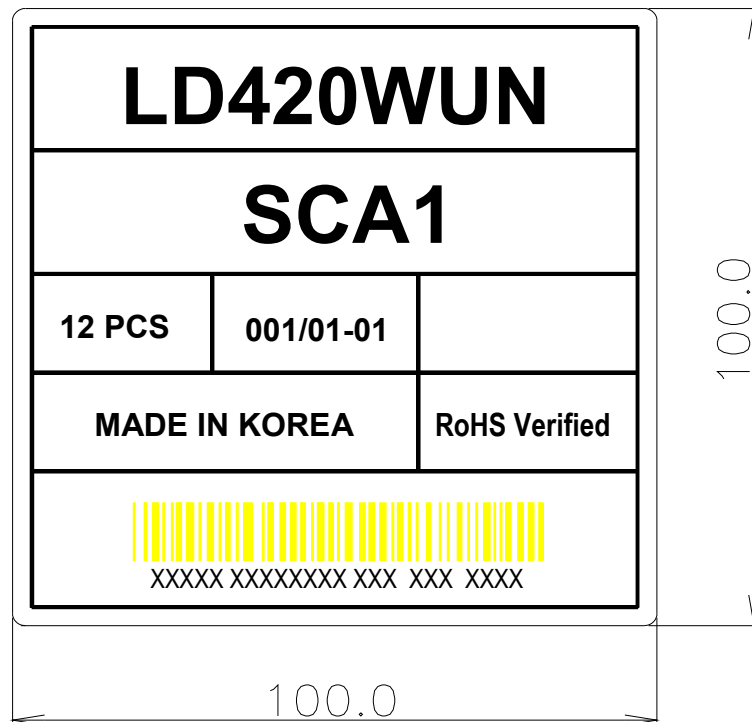 LD420WUN
SCA1
12 PCS 001/01-01
MADE IN KOREA RoHS Verified
XXXXX XXXXXXXX XXX XXX XXXX
100.0
100.0